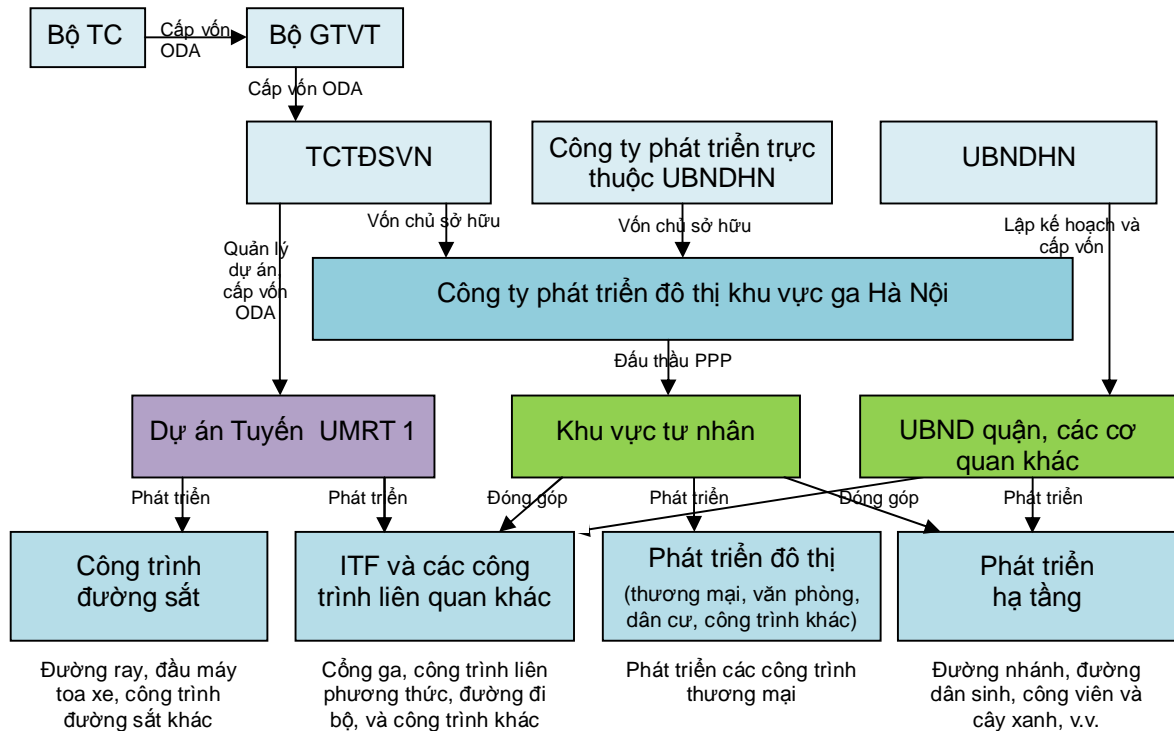 Bộ TC
Cấp vốn
ODA
Bộ GTVT
Cấp vốn ODA
TCTĐSVN
Công ty phát triển trực
thuộc UBNDHN
UBNDHN
Vốn chủ sở hữu
Vốn chủ sở hữu
Lập kế hoạch và
cấp vốn
Quản lý
dự án,
cấp vốn
ODA
Công ty phát triển đô thị khu vực ga Hà Nội
Đấu thầu PPP
Dự án Tuyến UMRT 1
Khu vực tư nhân
UBND quận, các cơ
quan khác
Phát triển
Phát triển
Đóng góp
Phát triển
Đóng góp
Phát triển
Công trình
đường sắt
ITF và các công
trình liên quan khác
Phát triển đô thị
(thương mại, văn phòng,
dân cư, công trình khác)
Phát triển
hạ tầng
Đường ray, đầu máy
toa xe, công trình
đường sắt khác
Cổng ga, công trình liên
phương thức, đường đi
bộ, và công trình khác
Phát triển các công trình
thương mại
Đường nhánh, đường
dân sinh, công viên và
cây xanh, v.v.